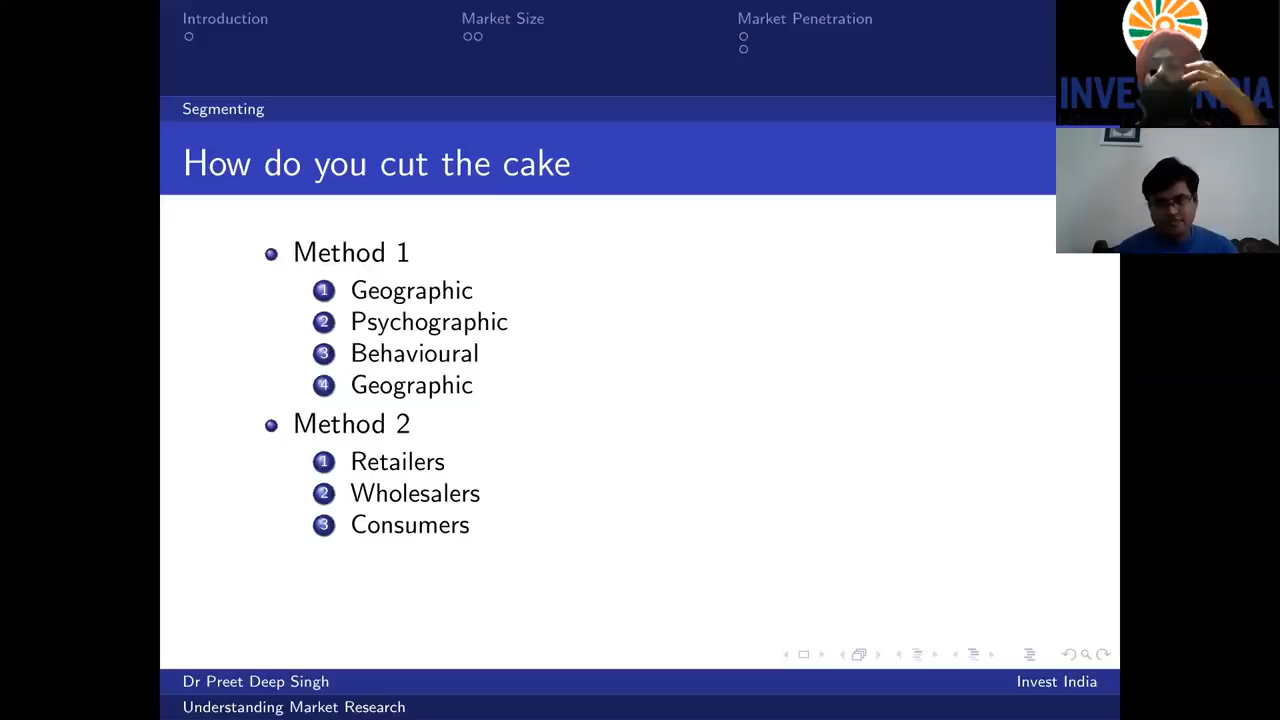 Introduction
Market Size
Market Penetration
Segmenting
How do you cut the cake
Method 1
1 Geographic
2 Psychographic
3 Behavioural
4 Geographic
Method 2
1 Retailers
2 Wholesalers
3 Consumers
Dr Preet Deep Singh
Invest India
Understanding Market Research